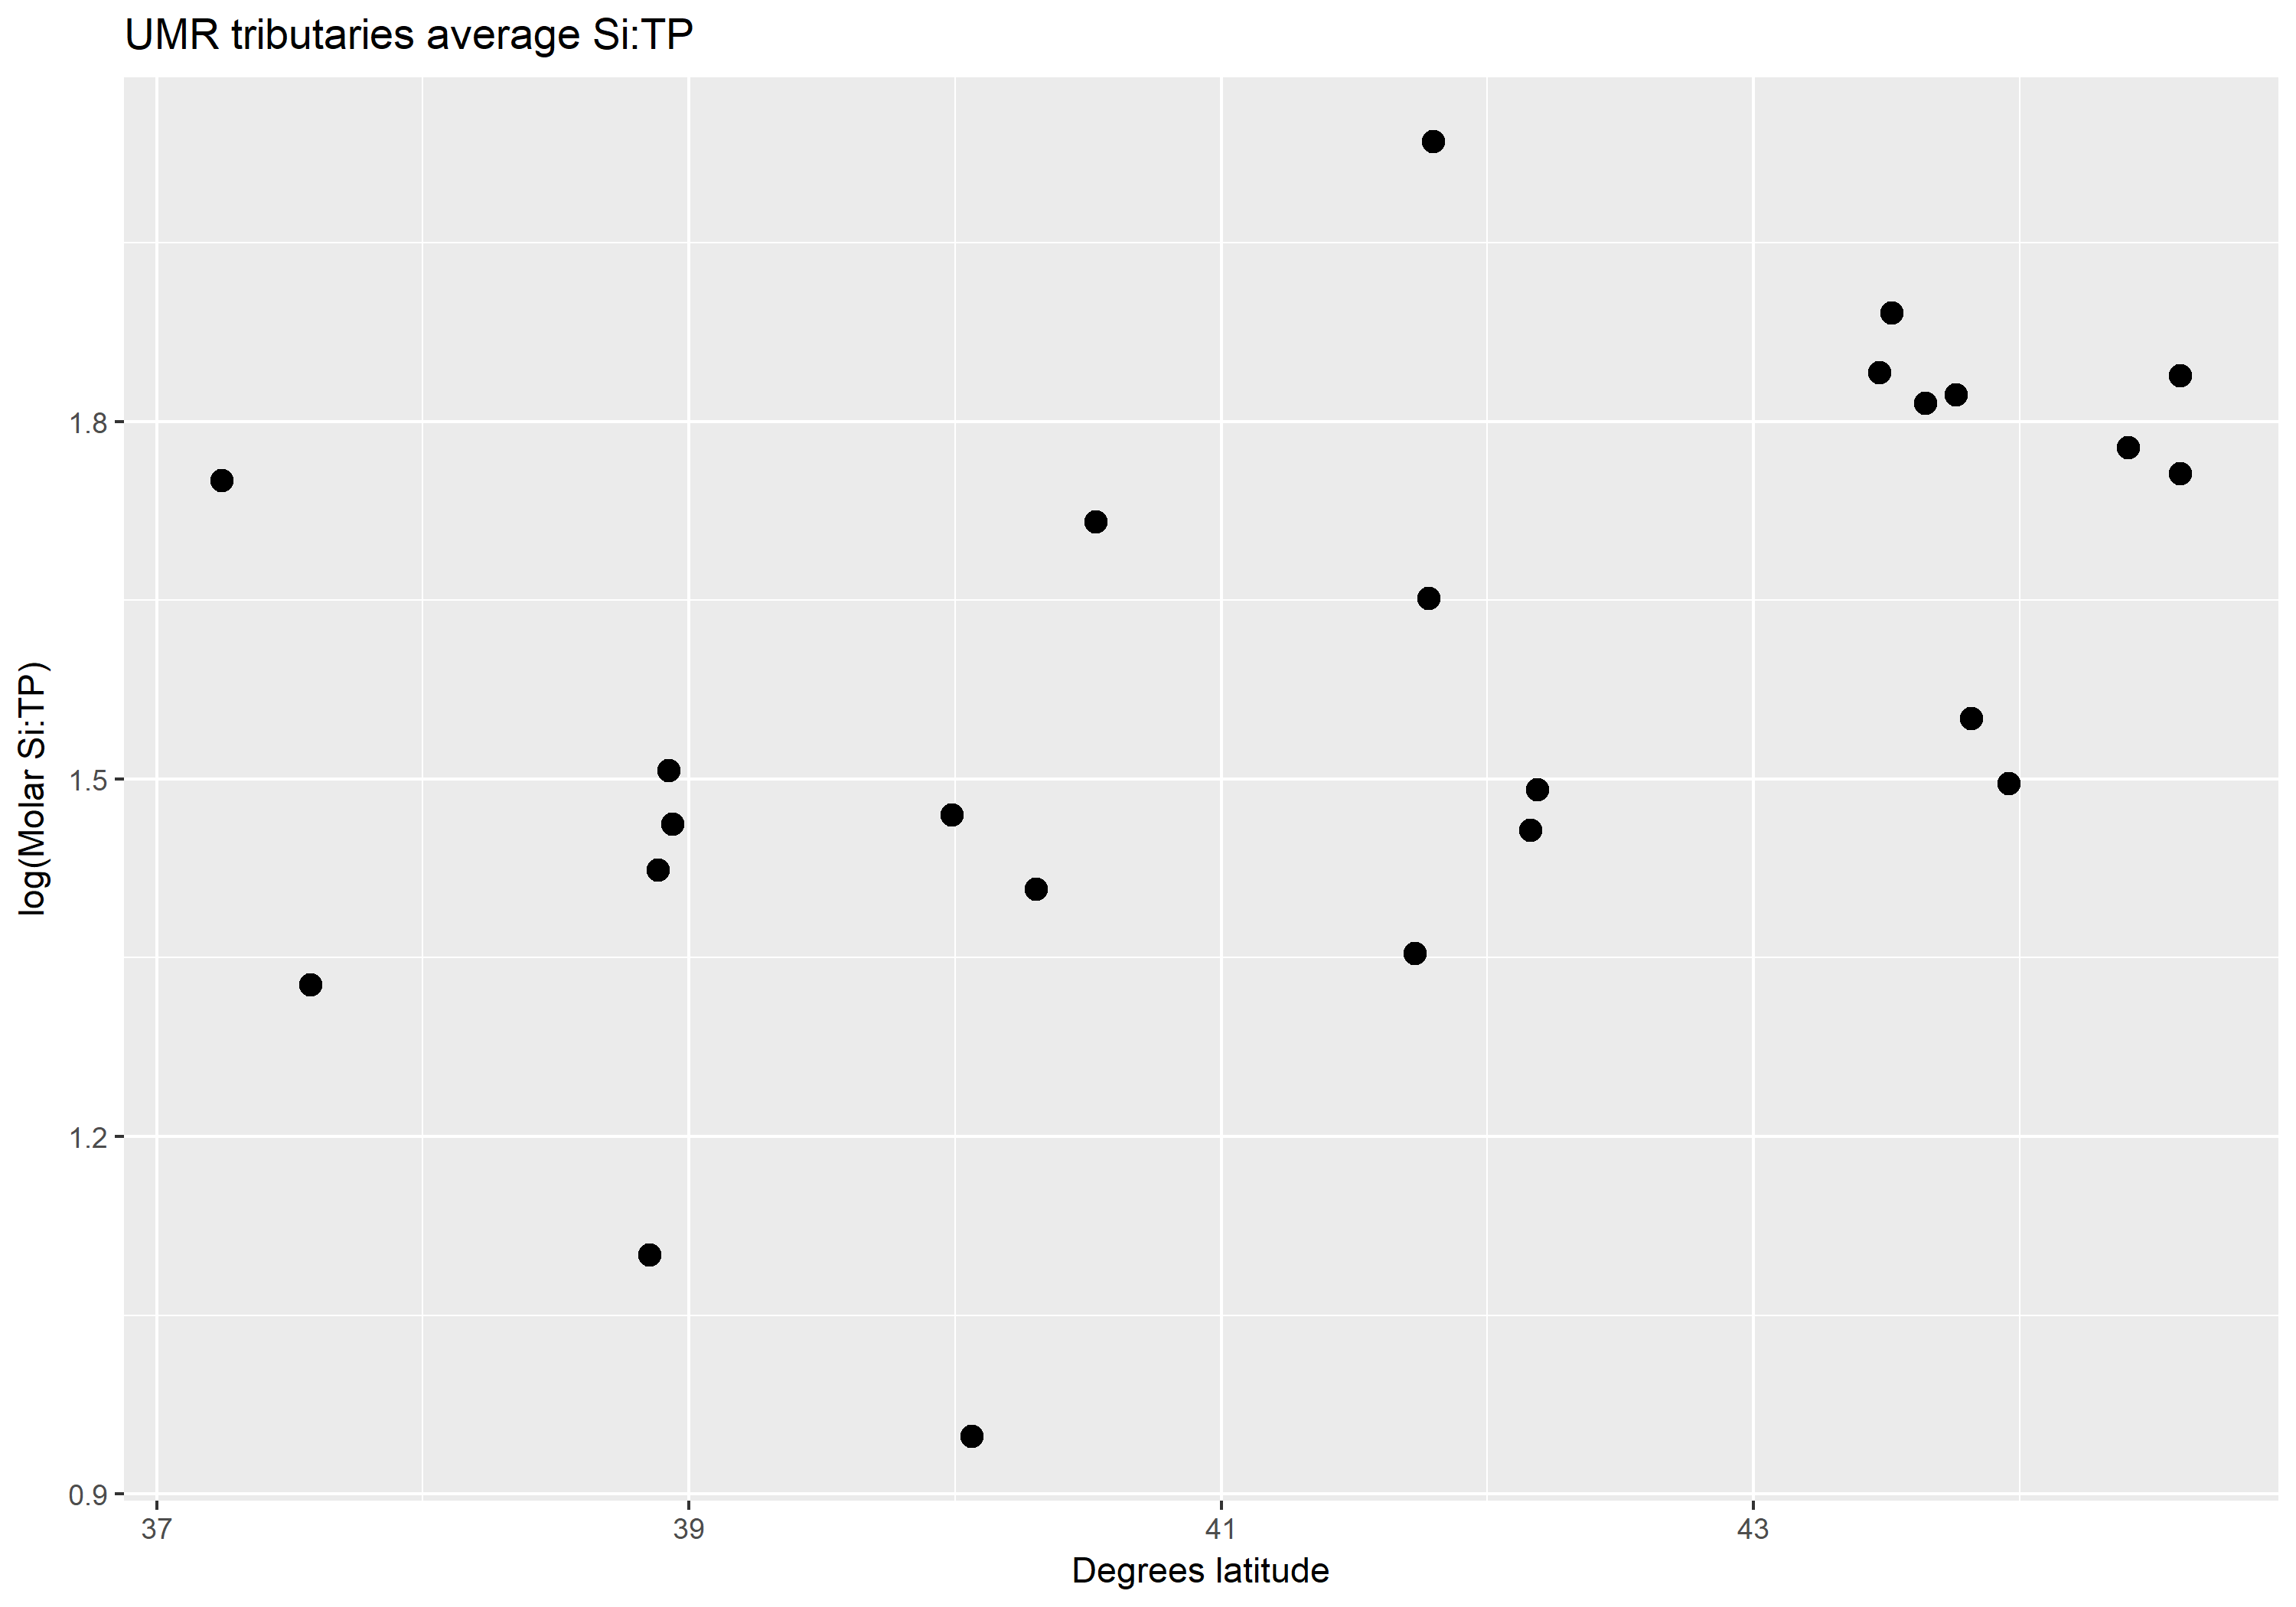 UMR tributaries average Si:TP
log(Molar Si:TP)
1.8
1.5
1.2
0.9
37 39 41 43
Degrees latitude